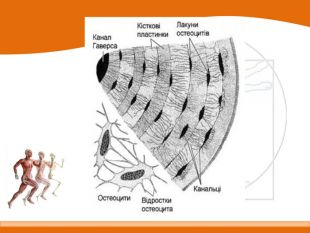 Канал
Гаверса
Кісткові
пластинки
Лакуни
остеоцитів
Остеоцити
Відростки
остеоцита
Канальці